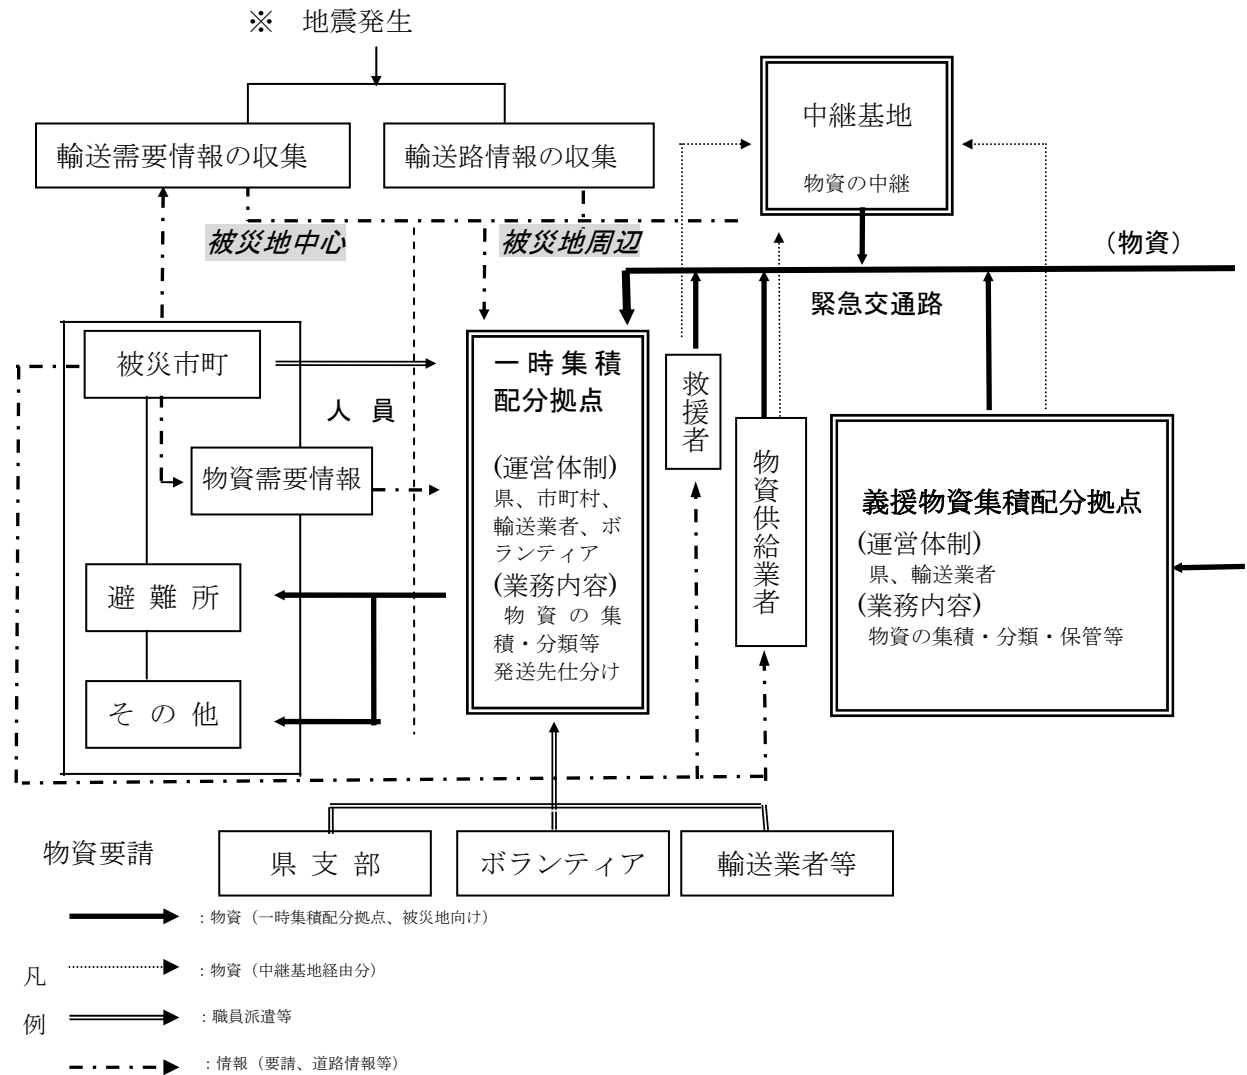 ※　地震発生
輸送需要情報の収集
輸送路情報の収集
中継基地
物資の中継
被災地中心
被災地周辺
（物資）
緊急交通路
被災市町
人　員
物資需要情報
避　難　所
そ　の　他
一時集積
配分拠点
(運営体制)
県、市町村、
輸送業者、ボ
ランティア
(業務内容)
物資の集
積・分類等
発送先仕分け
救援者
物資供給業者
義援物資集積配分拠点
(運営体制)
県、輸送業者
(業務内容)
物資の集積・分類・保管等
物資要請
県　支　部
ボランティア
輸送業者等
凡
例
：物資（一時集積配分拠点、被災地向け）
：物資（中継基地経由分）
：職員派遣等
：情報（要請、道路情報等）